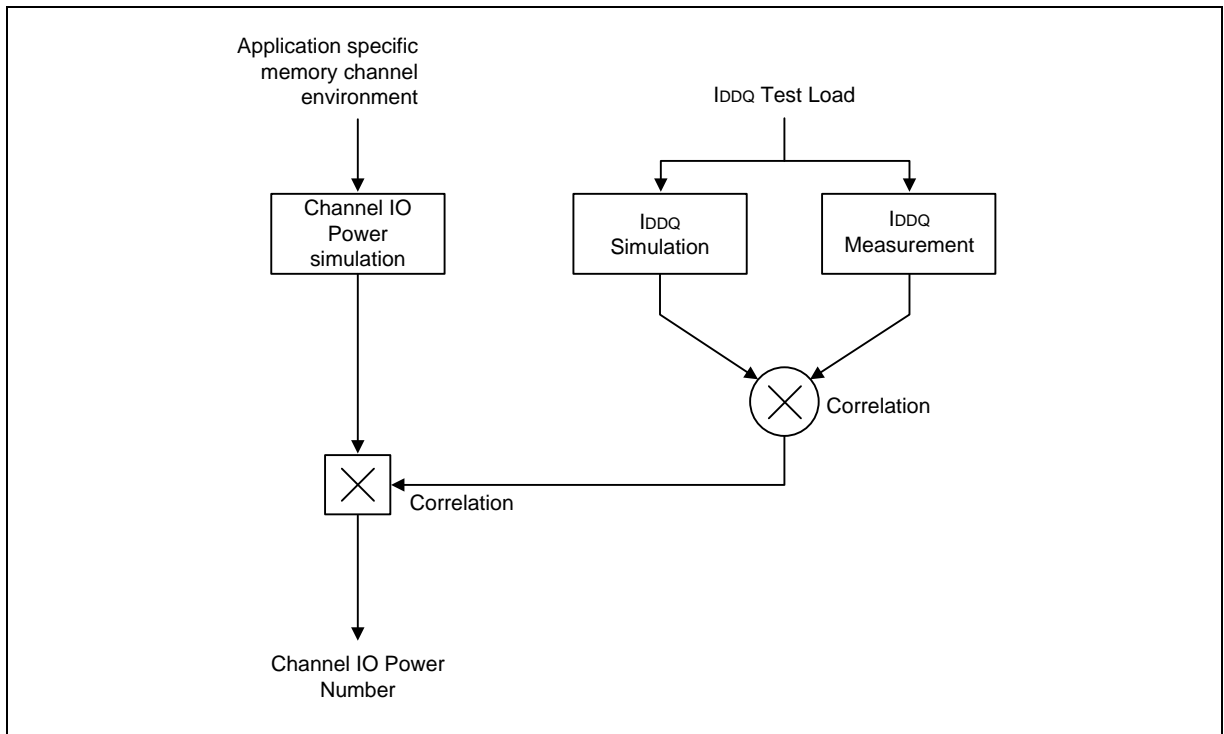 Application specific
memory channel
environment
IDDQ Test Load
Channel IO
Power
simulation
IDDQ
Simulation
IDDQ
Measurement
Correlation
Correlation
Channel IO Power
Number